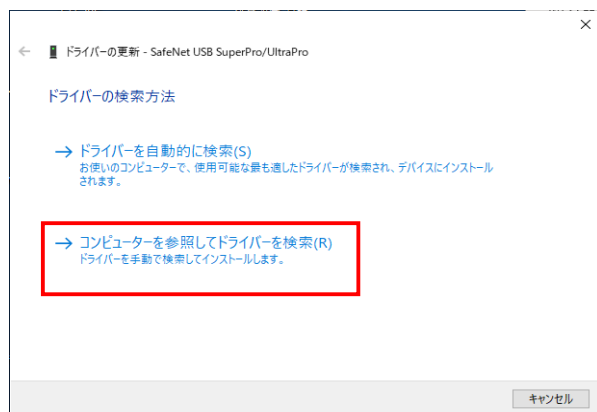 ドライバーの更新 - SafeNet USB SuperPro/UltraPro
ドライバーの検索方法
ドライバーを自動的に検索(S)
お使いのコンピューターで、使用可能な最も適したドライバーが検索され、デバイスにインストール
されます。
コンピューターを参照してドライバーを検索(R)
ドライバーを手動で検索してインストールします。
キャンセル